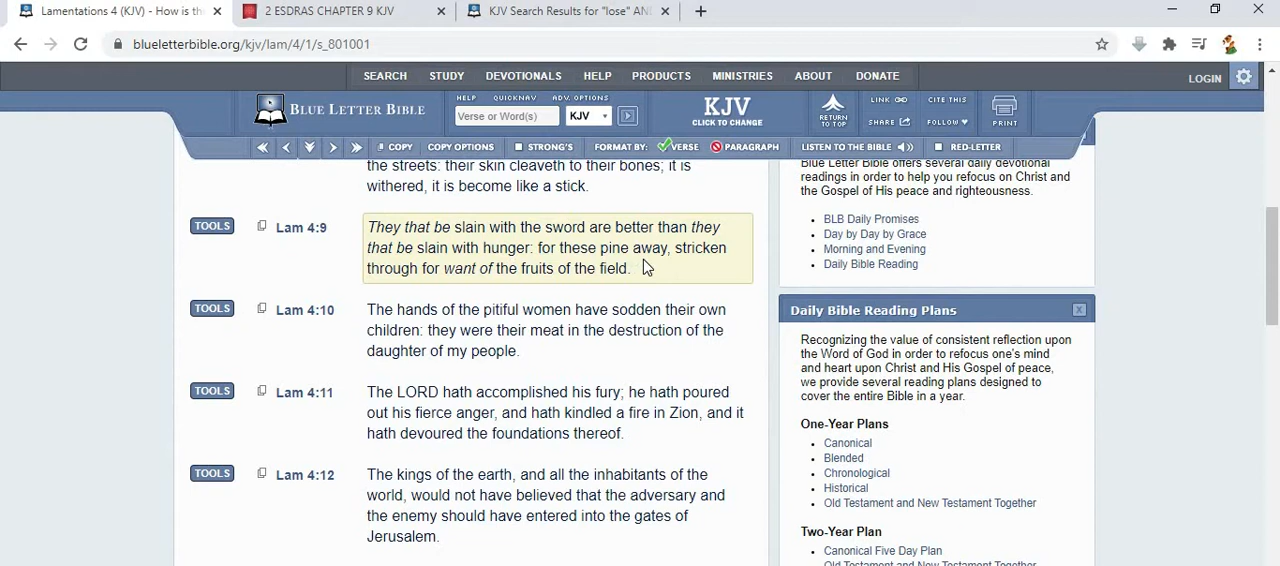 Lamentations 4 (KJV) - How is th
2 ESDRAS CHAPTER 9 KJV
KJV Search Results for "lose" AN
blueletterbible.org/kjv/lam/4/1/s_801001
SEARCH STUDY DEVOTIONALS HELP PRODUCTS MINISTRIES ABOUT DONATE LOGIN
BLUE LETTER BIBLE
HELP QUICKNAV ADV. OPTIONS
Verse or Word(s) KJV
KJV
CLICK TO CHANGE
RETURN
TO TOP
LINK CITE THIS
SHARE FOLLOW
PRINT
COPY COPY OPTIONS STRONG'S FORMAT BY: VERSE PARAGRAPH LISTEN TO THE BIBLE RED-LETTER
the streets: their skin cleaveth to their bones; it is
withered, it is become like a stick.
TOOLS Lam 4:9 They that be slain with the sword are better than they
that be slain with hunger: for these pine away, stricken
through for want of the fruits of the field.
TOOLS Lam 4:10 The hands of the pitiful women have sodden their own
children: they were their meat in the destruction of the
daughter of my people.
TOOLS Lam 4:11 The LORD hath accomplished his fury; he hath poured
out his fierce anger, and hath kindled a fire in Zion, and it
hath devoured the foundations thereof.
TOOLS Lam 4:12 The kings of the earth, and all the inhabitants of the
world, would not have believed that the adversary and
the enemy should have entered into the gates of
Jerusalem.
Blue Letter Bible offers several daily devotional
readings in order to help you refocus on Christ and
the Gospel of His peace and righteousness.
BLB Daily Promises
Day by Day by Grace
Morning and Evening
Daily Bible Reading
Daily Bible Reading Plans
Recognizing the value of consistent reflection upon
the Word of God in order to refocus one's mind
and heart upon Christ and His Gospel of peace,
we provide several reading plans designed to
cover the entire Bible in a year.
One-Year Plans
Canonical
Blended
Chronological
Historical
Old Testament and New Testament Together
Two-Year Plan
Canonical Five Day Plan
Old Testament and New Testament Together